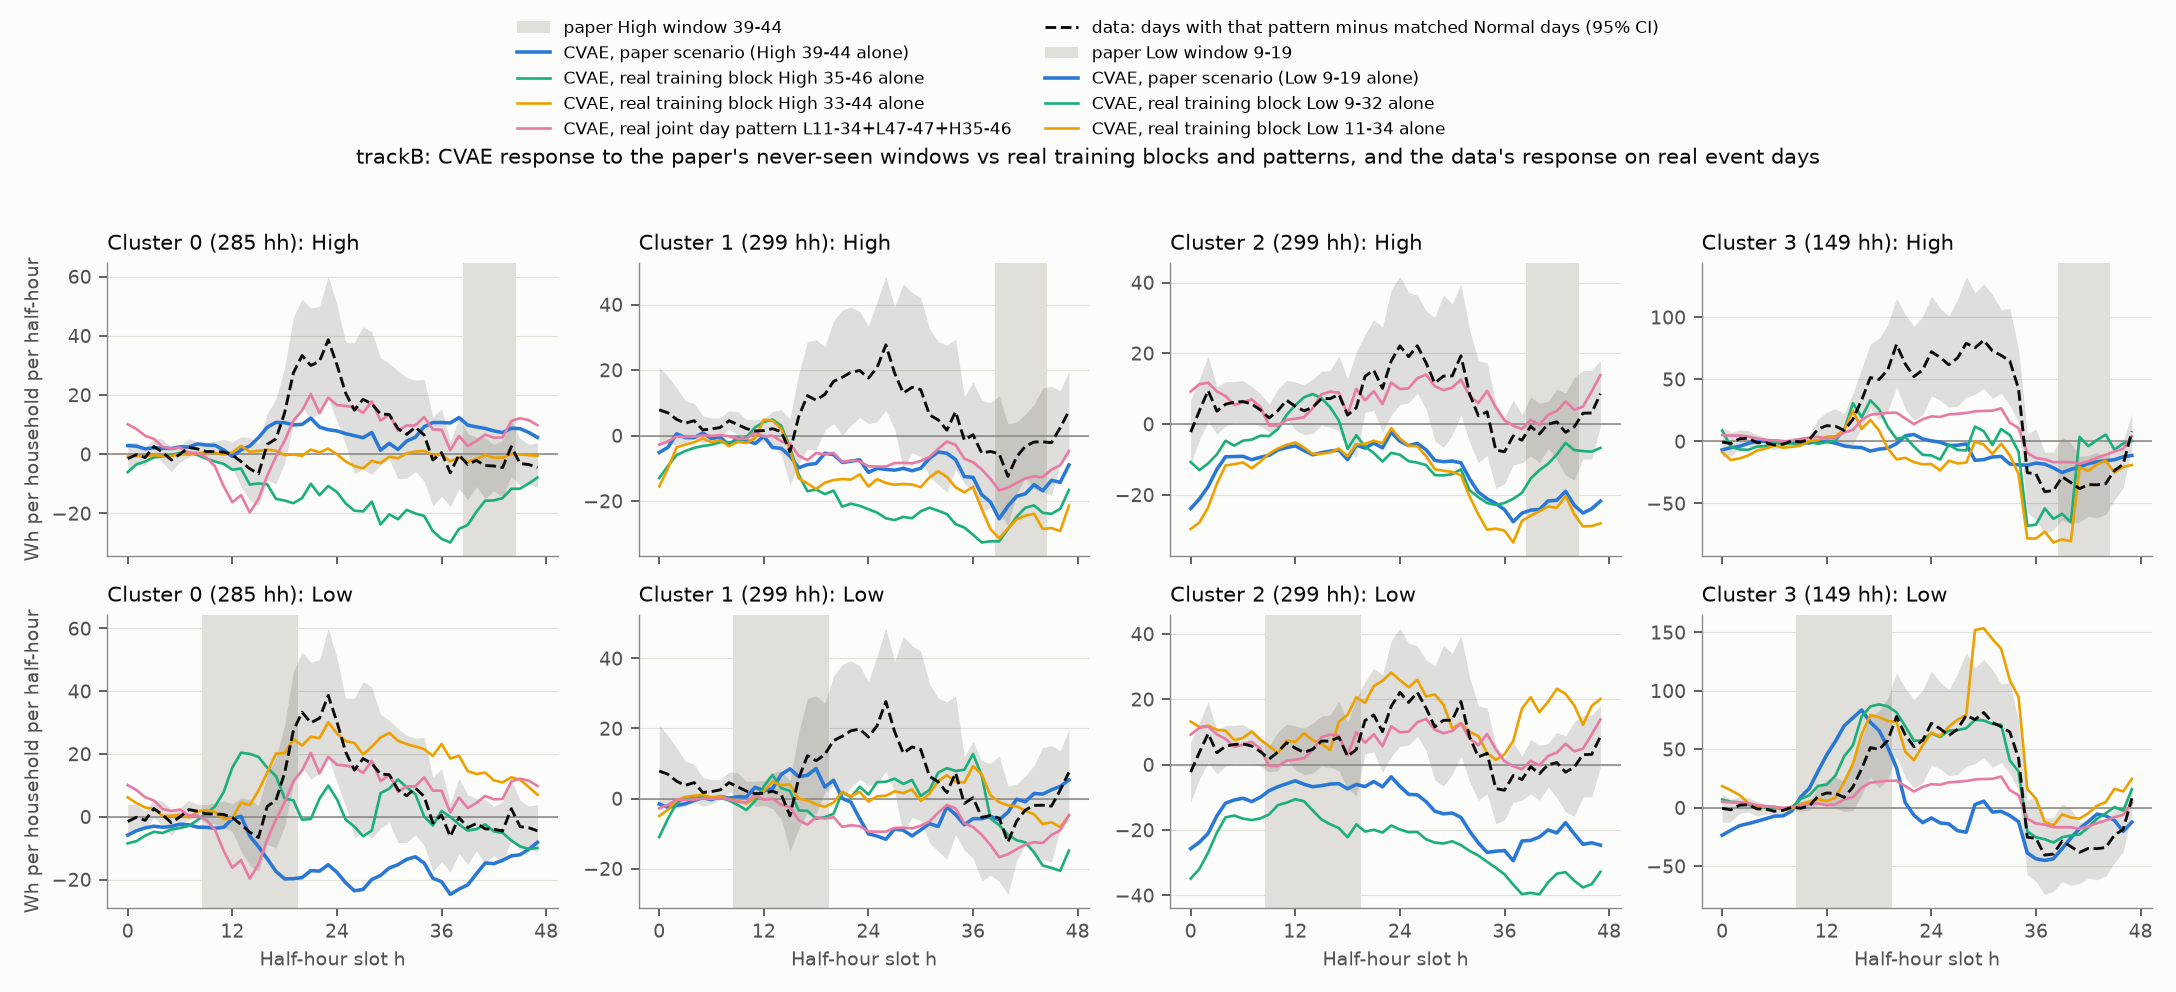 paper High window 39-44
CVAE, paper scenario (High 39-44 alone)
CVAE, real training block High 35-46 alone
CVAE, real training block High 33-44 alone
CVAE, real joint day pattern L11-34+L47-47+H35-46
data: days with that pattern minus matched Normal days (95% CI)
paper Low window 9-19
CVAE, paper scenario (Low 9-19 alone)
CVAE, real training block Low 9-32 alone
CVAE, real training block Low 11-34 alone
trackB: CVAE response to the paper's never-seen windows vs real training blocks and patterns, and the data's response on real event days
Cluster 0 (285 hh): High
Wh per household per half-hour
60
40
20
0
−20
Cluster 1 (299 hh): High
40
20
0
−20
Cluster 2 (299 hh): High
40
20
0
−20
Cluster 3 (149 hh): High
100
50
0
−50
Cluster 0 (285 hh): Low
Wh per household per half-hour
60
40
20
0
−20
0 12 24 36 48
Half-hour slot h
Cluster 1 (299 hh): Low
40
20
0
−20
0 12 24 36 48
Half-hour slot h
Cluster 2 (299 hh): Low
40
20
0
−20
−40
0 12 24 36 48
Half-hour slot h
Cluster 3 (149 hh): Low
150
100
50
0
−50
0 12 24 36 48
Half-hour slot h